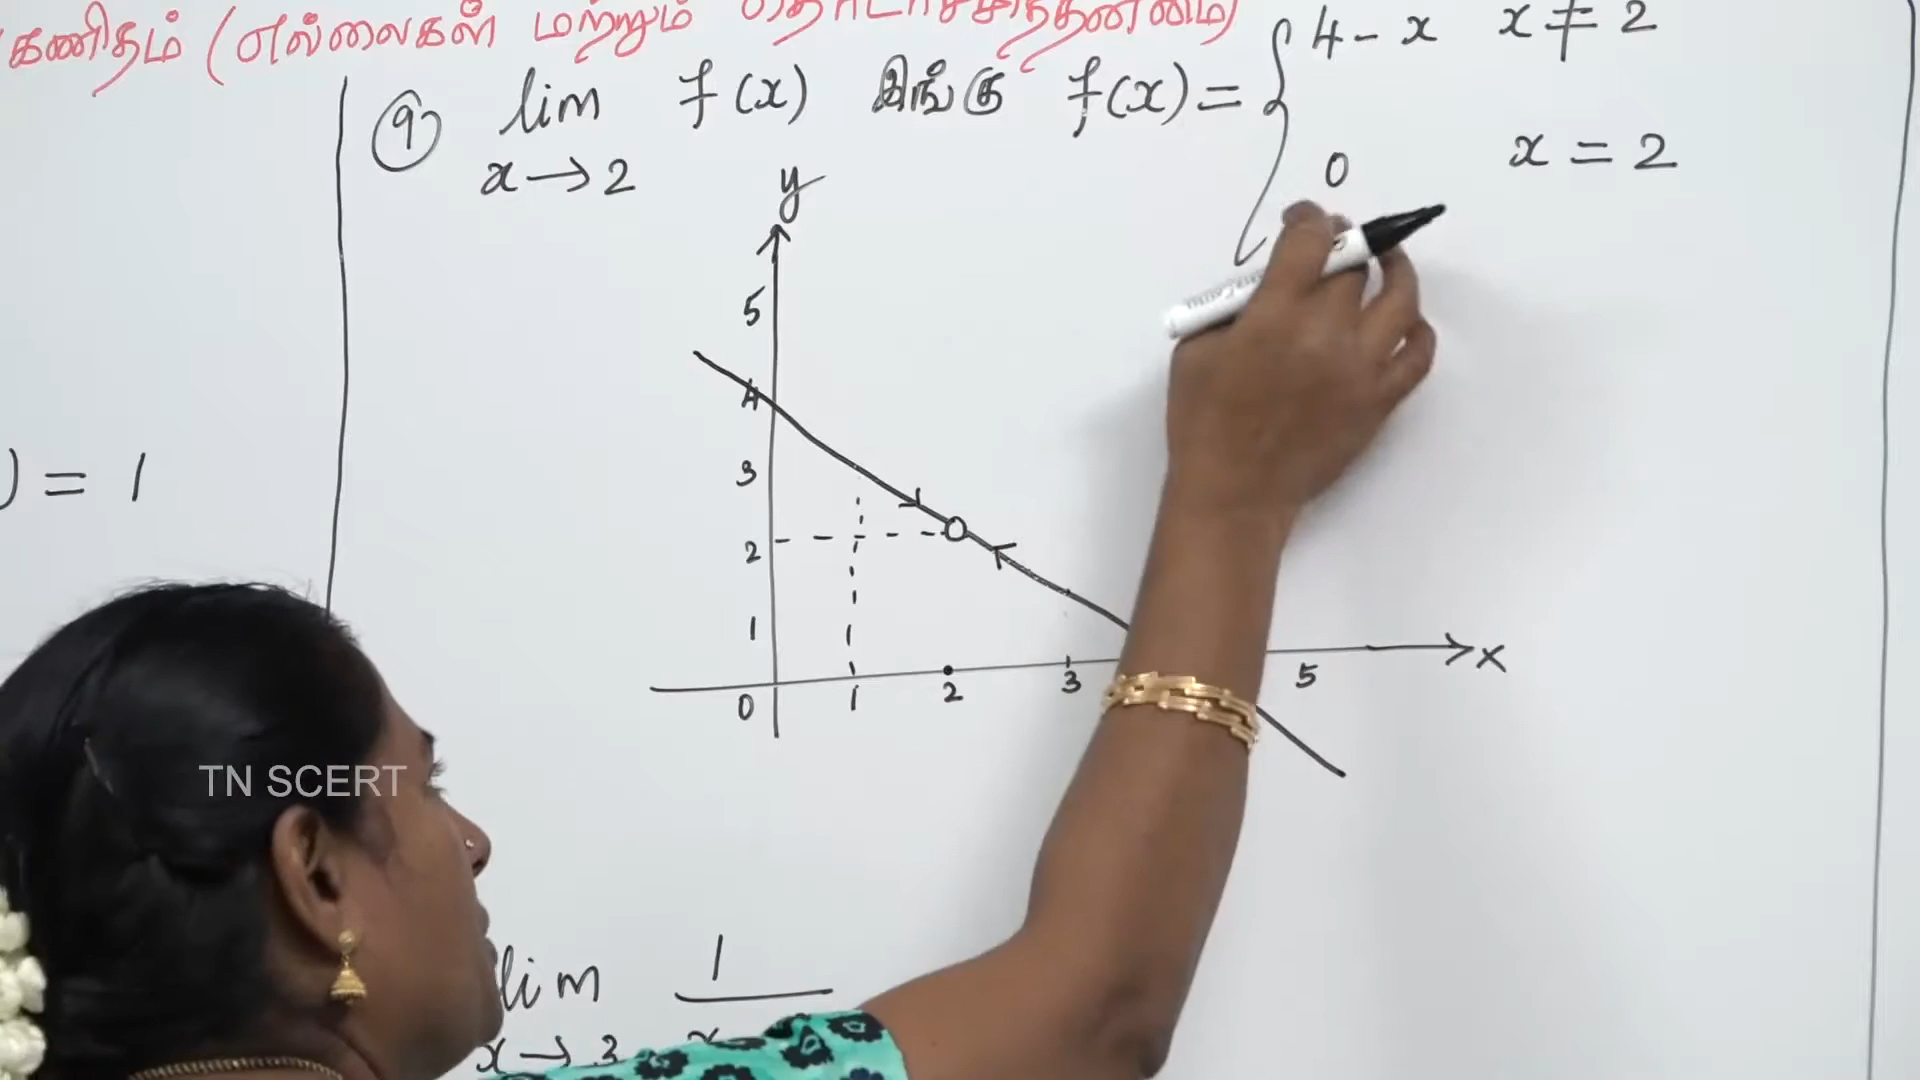 கணிதம் (எல்லைகள் மற்றும் தொடர்ச்சித்தன்மை)
9 lim f(x) இங்கு f(x) = { 4 - x x ≠ 2
x → 2
0 x = 2
y
5
4
3
2
1
0 1 2 3 5 x
) = 1
TN SCERT
lim 1
x → 3